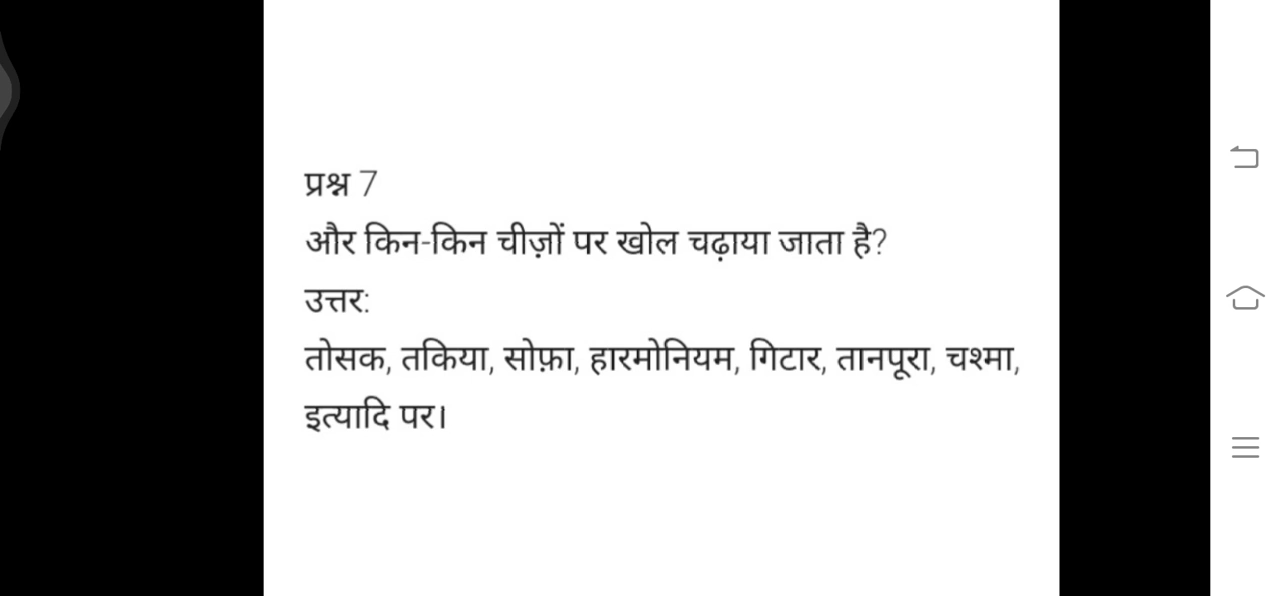 प्रश्न 7
और किन-किन चीज़ों पर खोल चढ़ाया जाता है?
उत्तर:
तोसक, तकिया, सोफ़ा, हारमोनियम, गिटार, तानपूरा, चश्मा,
इत्यादि पर।